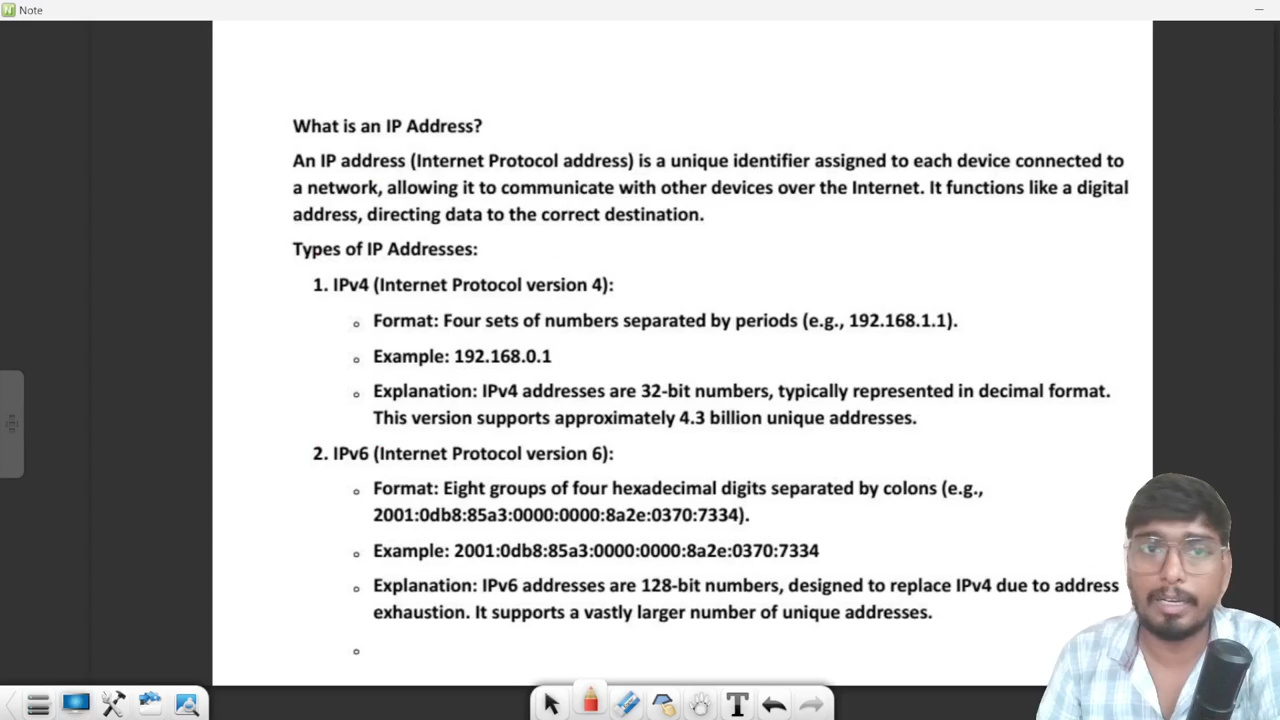 Note
What is an IP Address?
An IP address (Internet Protocol address) is a unique identifier assigned to each device connected to
a network, allowing it to communicate with other devices over the Internet. It functions like a digital
address, directing data to the correct destination.
Types of IP Addresses:
1. IPv4 (Internet Protocol version 4):
o Format: Four sets of numbers separated by periods (e.g., 192.168.1.1).
o Example: 192.168.0.1
o Explanation: IPv4 addresses are 32-bit numbers, typically represented in decimal format.
This version supports approximately 4.3 billion unique addresses.
2. IPv6 (Internet Protocol version 6):
o Format: Eight groups of four hexadecimal digits separated by colons (e.g.,
2001:0db8:85a3:0000:0000:8a2e:0370:7334).
o Example: 2001:0db8:85a3:0000:0000:8a2e:0370:7334
o Explanation: IPv6 addresses are 128-bit numbers, designed to replace IPv4 due to address
exhaustion. It supports a vastly larger number of unique addresses.
o